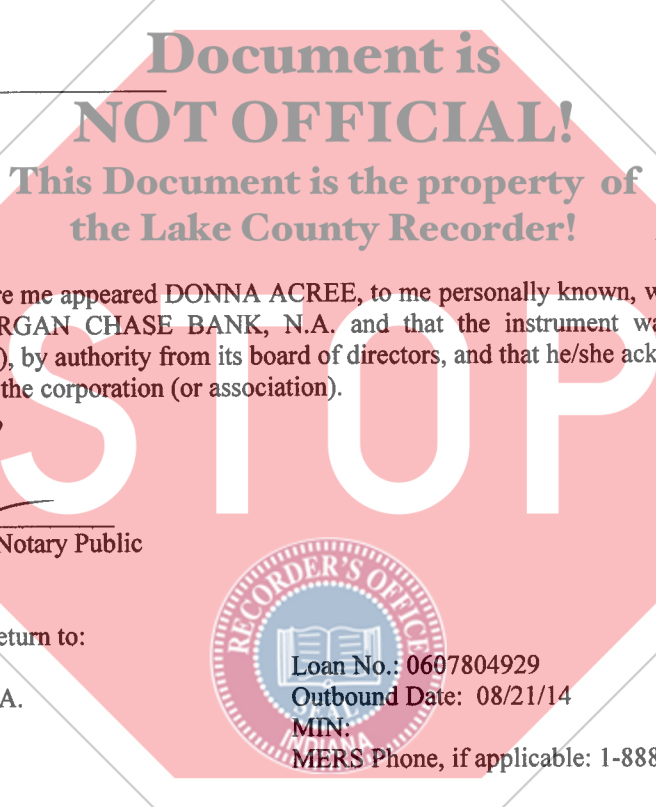 Document is
NOT OFFICIAL!
This Document is the property of
the Lake County Recorder!
re me appeared DONNA ACREE, to me personally known, w
RGAN CHASE BANK, N.A. and that the instrument wa
), by authority from its board of directors, and that he/she ack
the corporation (or association).
STOP
Notary Public
RECORDER'S OFFICE
SEAL
INDIANA
eturn to:
A.
Loan No.: 0607804929
Outbound Date: 08/21/14
MIN:
MERS Phone, if applicable: 1-888